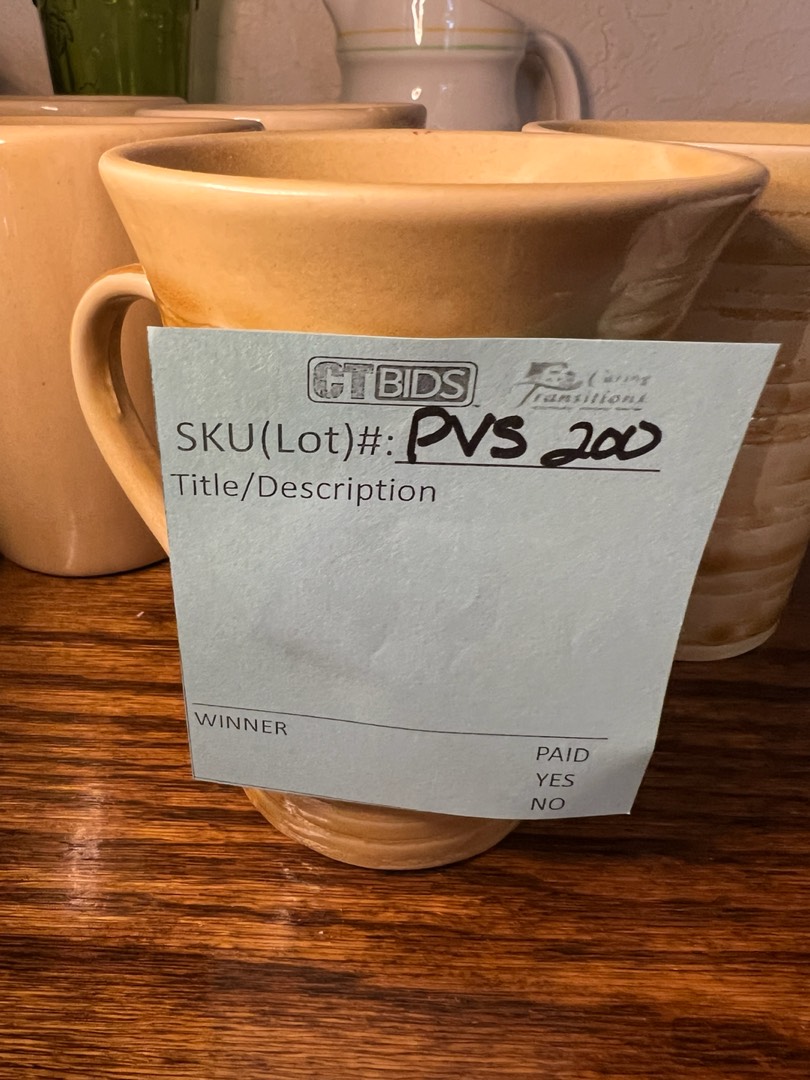 CTBIDS
Caring
Transitions
SKU(Lot)#: PVS 200
Title/Description
WINNER
PAID
YES
NO